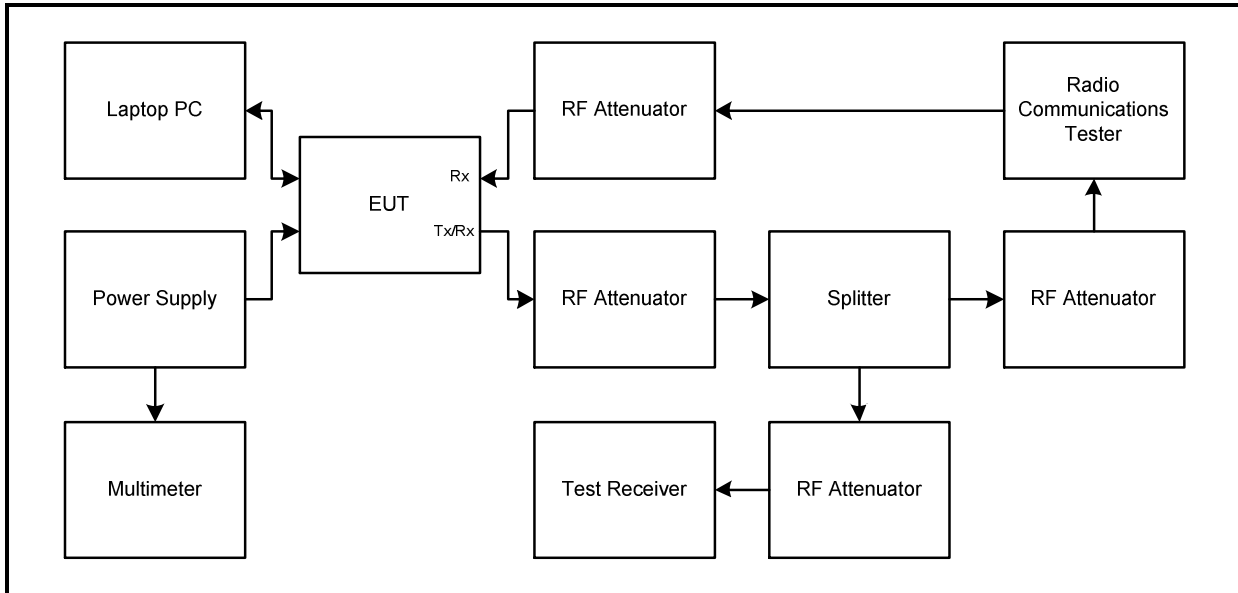 Laptop PC
RF Attenuator
Radio
Communications
Tester
Rx
EUT
Tx/Rx
Power Supply
RF Attenuator
Splitter
RF Attenuator
Multimeter
Test Receiver
RF Attenuator